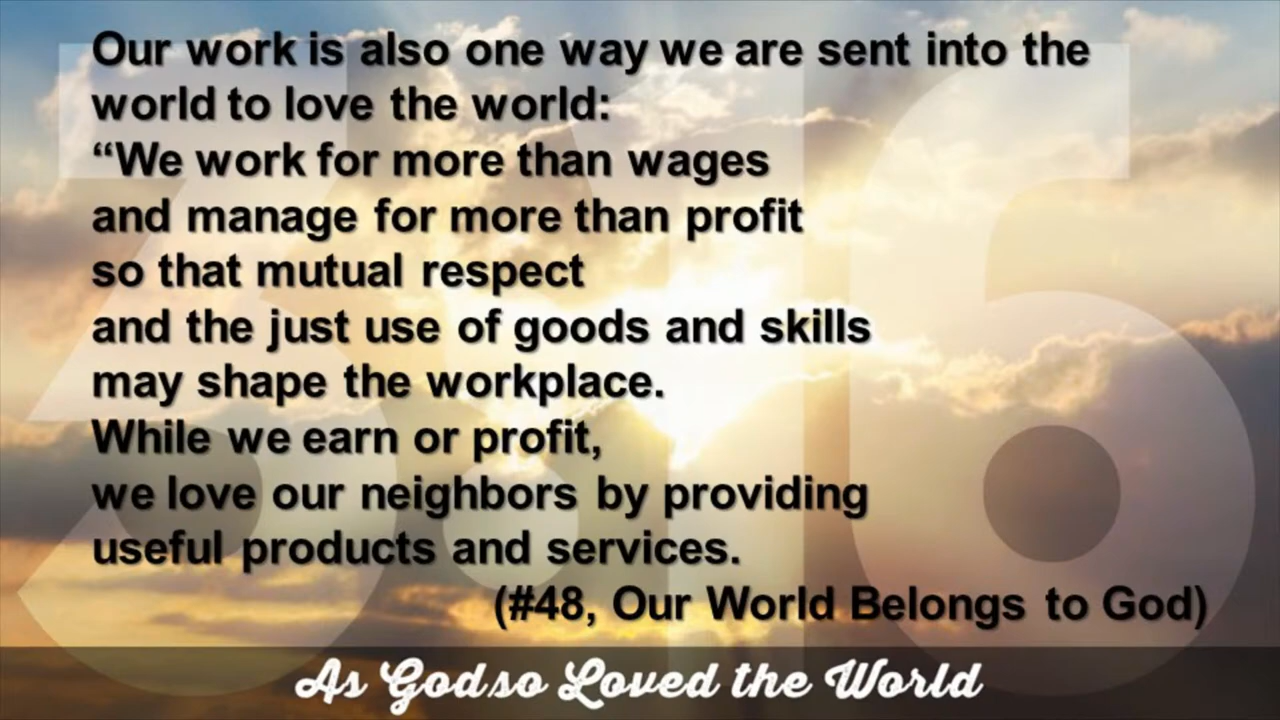 Our work is also one way we are sent into the
world to love the world:
“We work for more than wages
and manage for more than profit
so that mutual respect
and the just use of goods and skills
may shape the workplace.
While we earn or profit,
we love our neighbors by providing
useful products and services.
(#48, Our World Belongs to God)
3:16
As God so Loved the World